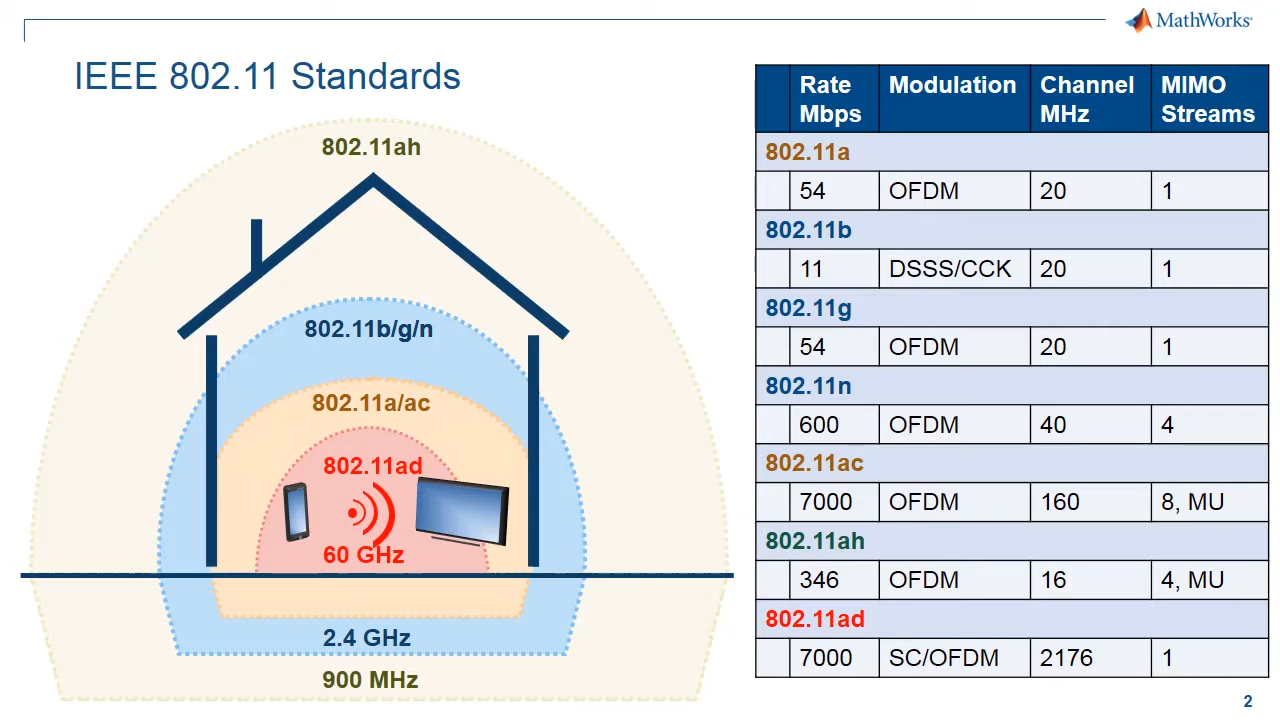 MathWorks
IEEE 802.11 Standards
802.11ah
802.11b/g/n
802.11a/ac
802.11ad
60 GHz
2.4 GHz
900 MHz
Rate Mbps Modulation Channel MHz MIMO Streams
802.11a
54 OFDM 20 1
802.11b
11 DSSS/CCK 20 1
802.11g
54 OFDM 20 1
802.11n
600 OFDM 40 4
802.11ac
7000 OFDM 160 8, MU
802.11ah
346 OFDM 16 4, MU
802.11ad
7000 SC/OFDM 2176 1
2